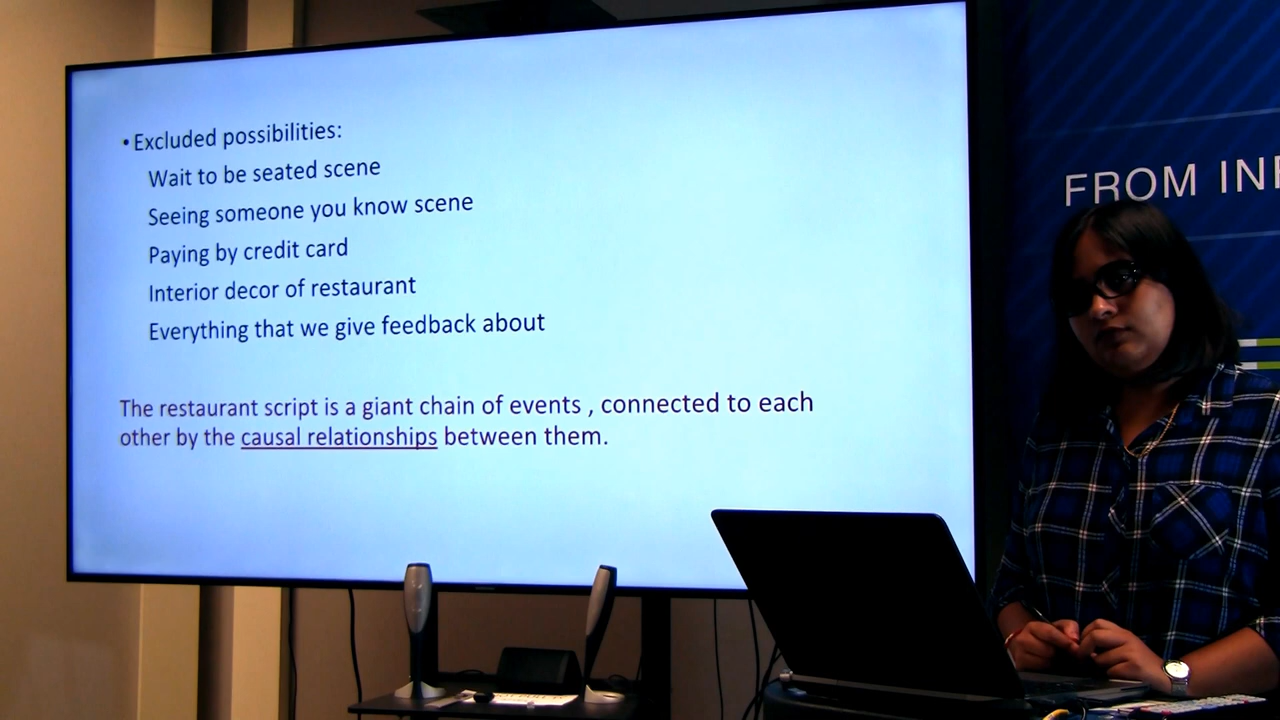 • Excluded possibilities:
Wait to be seated scene
Seeing someone you know scene
Paying by credit card
Interior decor of restaurant
Everything that we give feedback about
The restaurant script is a giant chain of events , connected to each
other by the causal relationships between them.
FROM